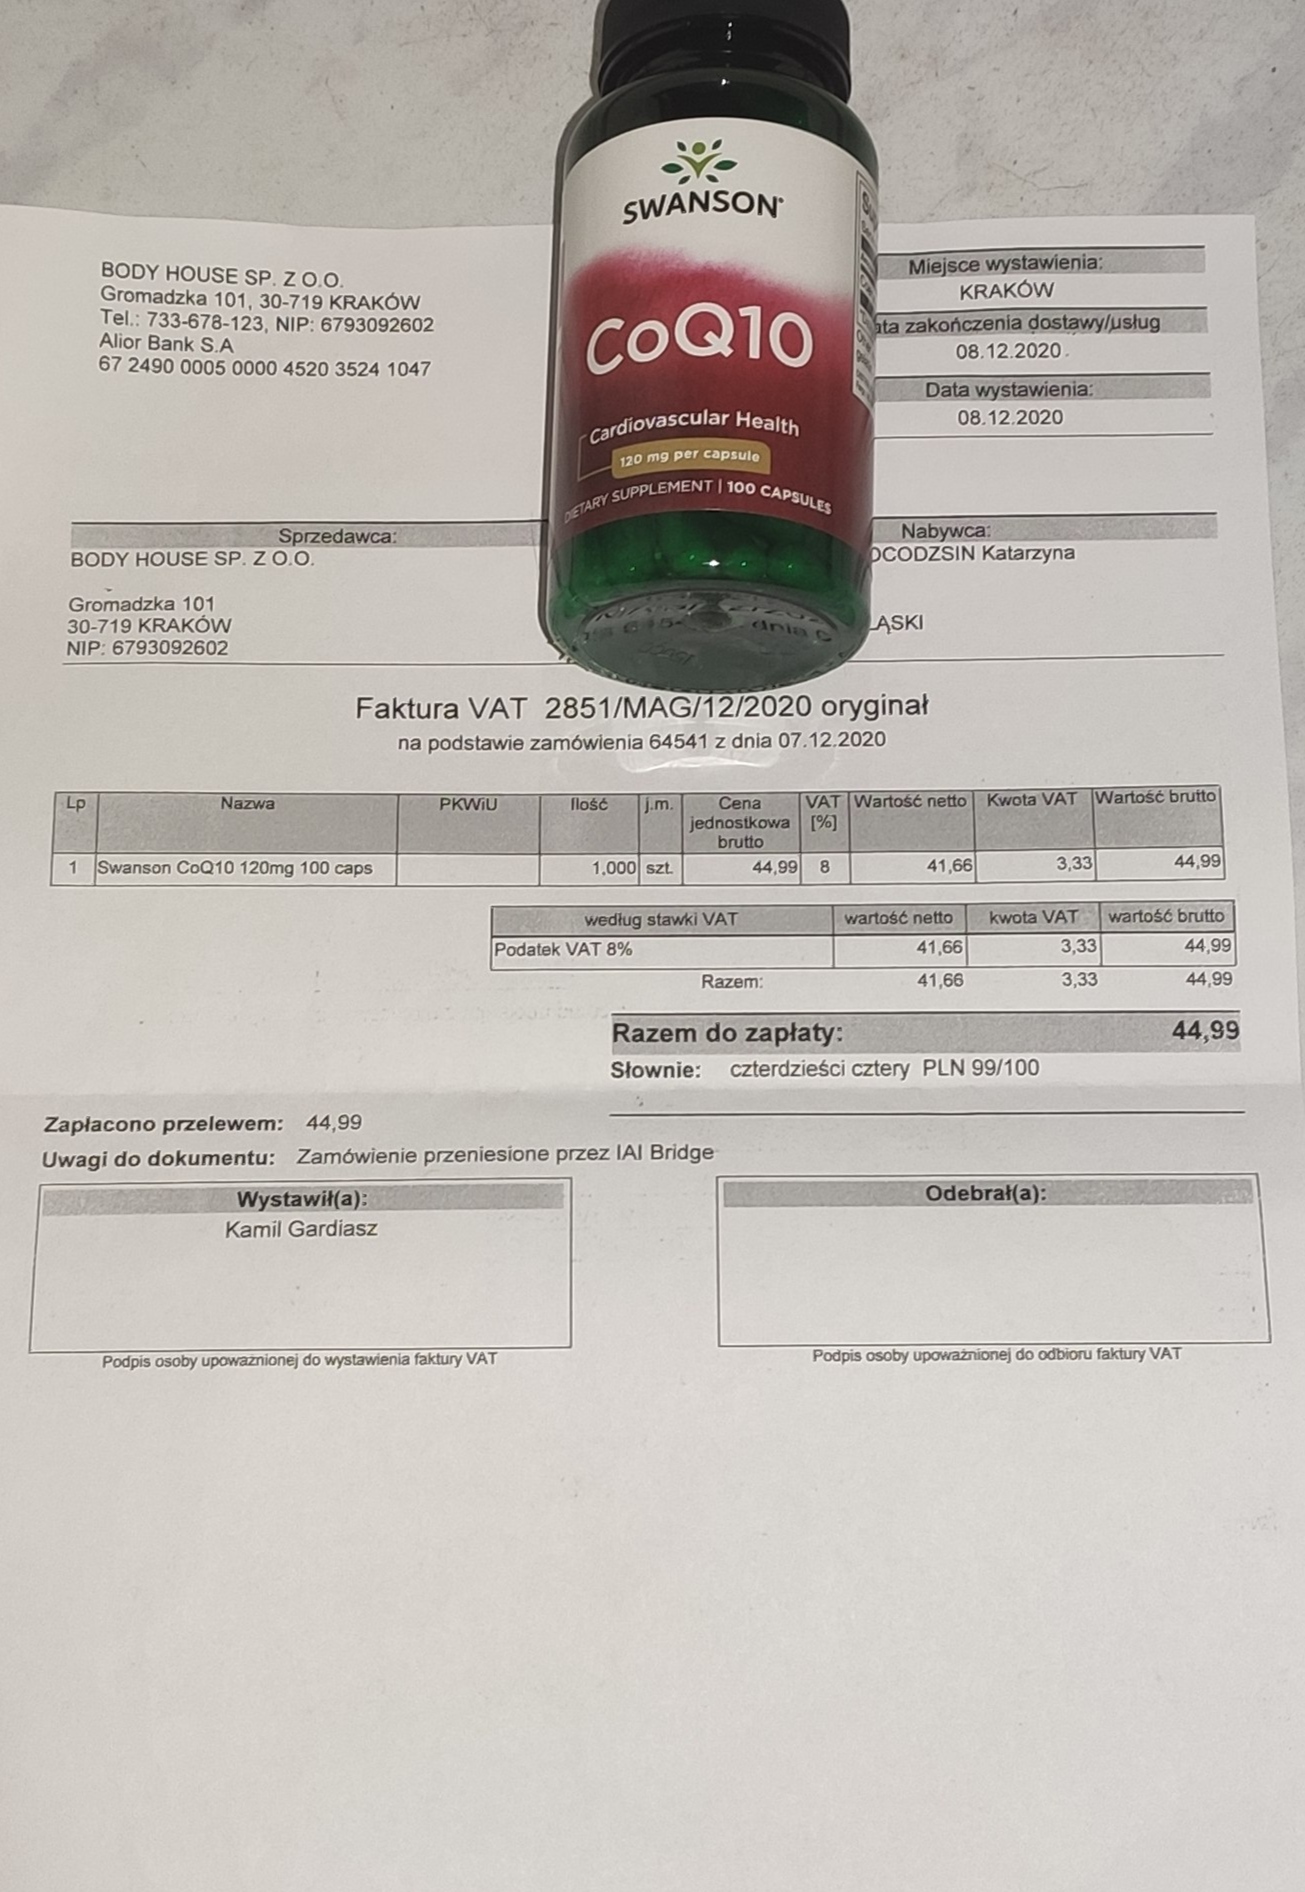 SWANSON
CoQ10
Cardiovascular Health
120 mg per capsule
DIETARY SUPPLEMENT | 100 CAPSULES
BODY HOUSE SP. Z O.O.
Gromadzka 101, 30-719 KRAKÓW
Tel.: 733-678-123, NIP: 6793092602
Alior Bank S.A
67 2490 0005 0000 4520 3524 1047
Miejsce wystawienia:
KRAKÓW
zakończenia dostawy/usług
08.12.2020
Data wystawienia:
08.12.2020
Sprzedawca:
BODY HOUSE SP. Z O.O.
Gromadzka 101
30-719 KRAKÓW
NIP: 6793092602
Nabywca:
Katarzyna
Faktura VAT 2851/MAG/12/2020 oryginał
na podstawie zamówienia 64541 z dnia 07.12.2020
Lp Nazwa PKWiU Ilość j.m. Cena jednostkowa brutto VAT [%] Wartość netto Kwota VAT Wartość brutto
1 Swanson CoQ10 120mg 100 caps 1,000 szt. 44,99 8 41,66 3,33 44,99
według stawki VAT wartość netto kwota VAT wartość brutto
Podatek VAT 8% 41,66 3,33 44,99
Razem: 41,66 3,33 44,99
Razem do zapłaty: 44,99
Słownie: czterdzieści cztery PLN 99/100
Zapłacono przelewem: 44,99
Uwagi do dokumentu: Zamówienie przeniesione przez IAI Bridge
Wystawił(a):
Kamil Gardiasz
Podpis osoby upoważnionej do wystawienia faktury VAT
Odebrał(a):
Podpis osoby upoważnionej do odbioru faktury VAT